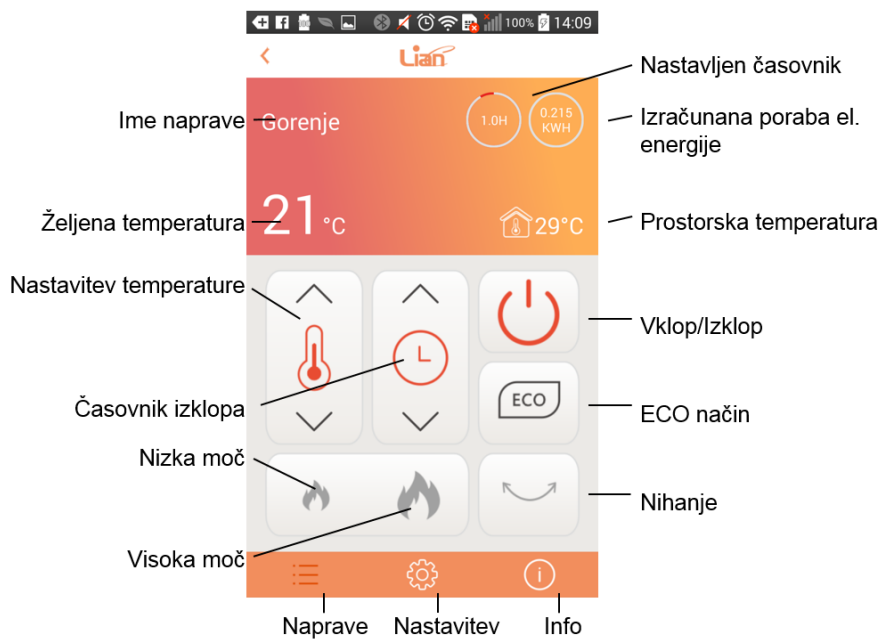 100% 14:09
Lian
Nastavljen časovnik
Ime naprave
Gorenje
1.0H
0.215
KWH
Izračunana poraba el.
energije
Željena temperatura
21°C
29°C
Prostorska temperatura
Nastavitev temperature
Vklop/Izklop
Časovnik izklopa
ECO
ECO način
Nizka moč
Nihanje
Visoka moč
Naprave
Nastavitev
Info